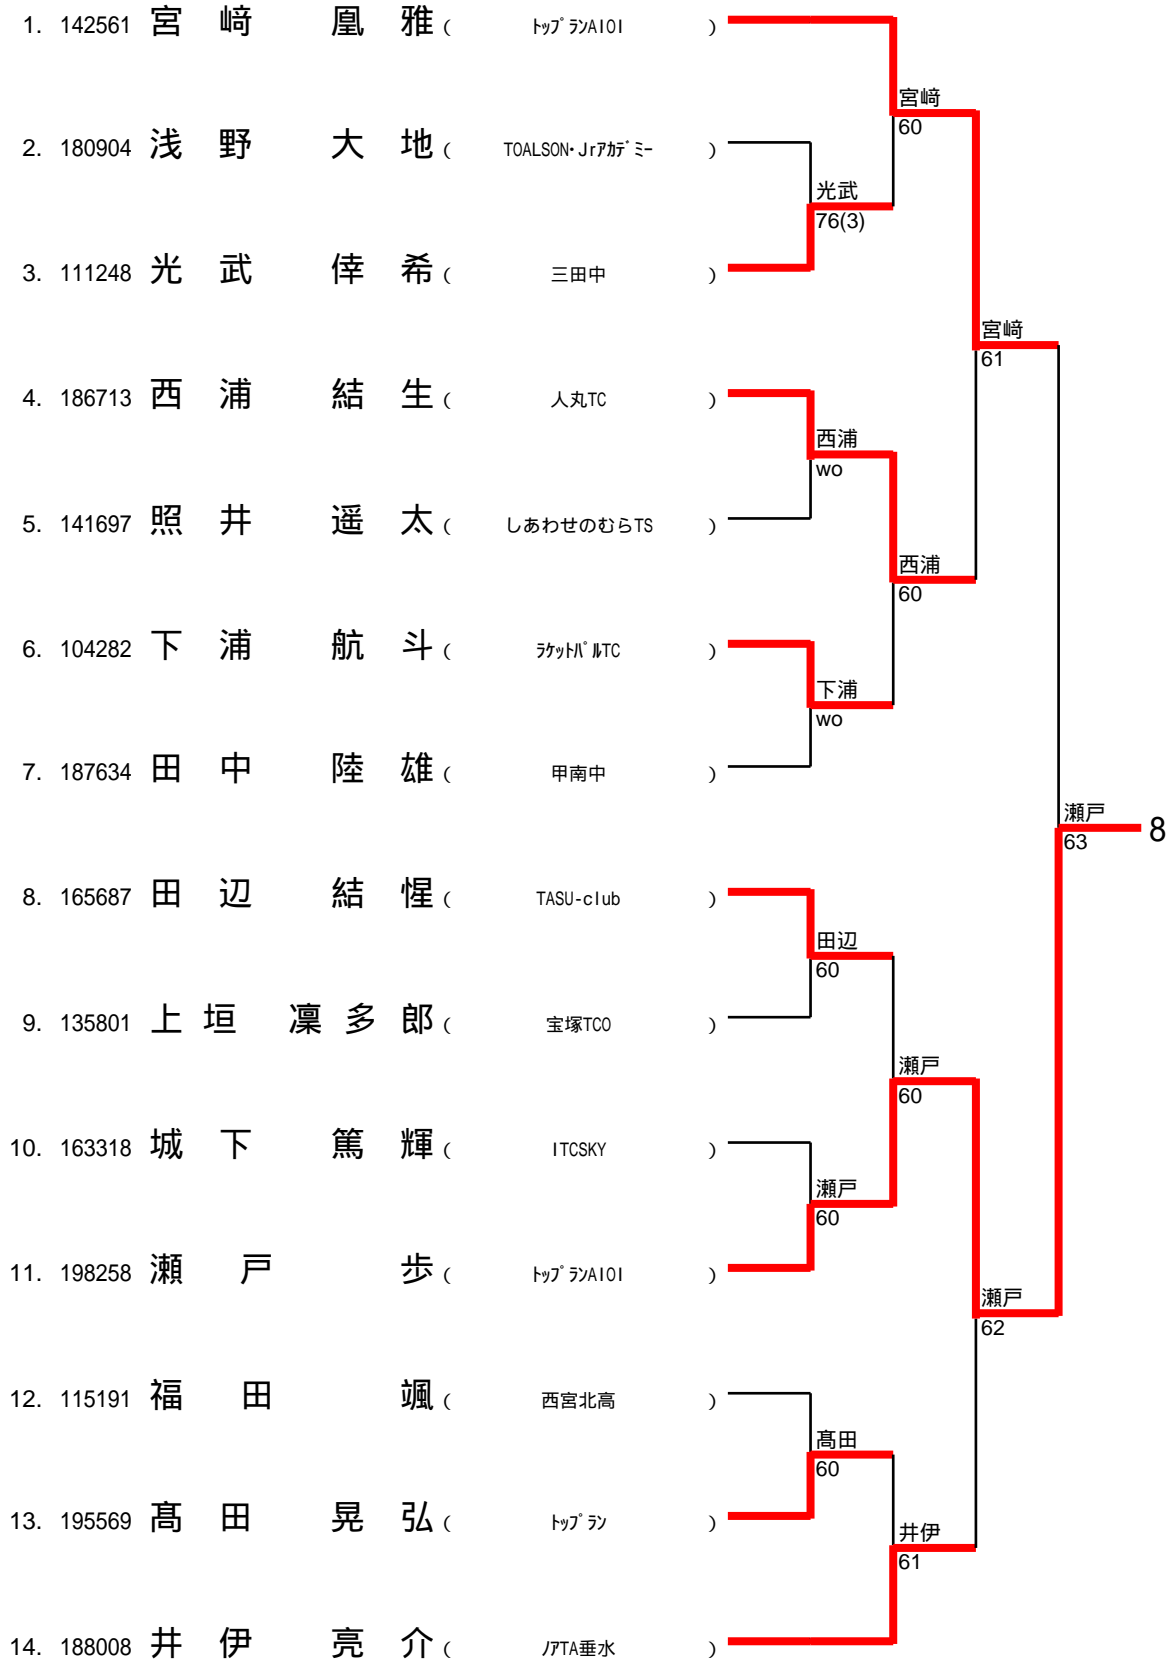 1. 142561 宮 﨑 凰 雅 ( ﾄｯﾌﾟﾗﾝAIOI )
宮﨑
60
2. 180904 浅 野 大 地 ( TOALSON･Jrｱｶﾃﾞﾐｰ )
光武
76(3)
3. 111248 光 武 倖 希 ( 三田中 )
宮﨑
61
4. 186713 西 浦 結 生 ( 人丸TC )
西浦
wo
5. 141697 照 井 遥 太 ( しあわせのむらTS )
西浦
60
6. 104282 下 浦 航 斗 ( ﾗｹｯﾄﾊﾟﾙTC )
下浦
wo
7. 187634 田 中 陸 雄 ( 甲南中 )
瀬戸
63
8
8. 165687 田 辺 結 惺 ( TASU-club )
田辺
60
9. 135801 上 垣 凜 多 郎 ( 宝塚TCO )
瀬戸
60
10. 163318 城 下 篤 輝 ( ITCSKY )
瀬戸
60
11. 198258 瀬 戸 歩 ( ﾄｯﾌﾟﾗﾝAIOI )
瀬戸
62
12. 115191 福 田 颯 ( 西宮北高 )
髙田
60
13. 195569 髙 田 晃 弘 ( ﾄｯﾌﾟﾗﾝ )
井伊
61
14. 188008 井 伊 亮 介 ( ﾉｱTA垂水 )